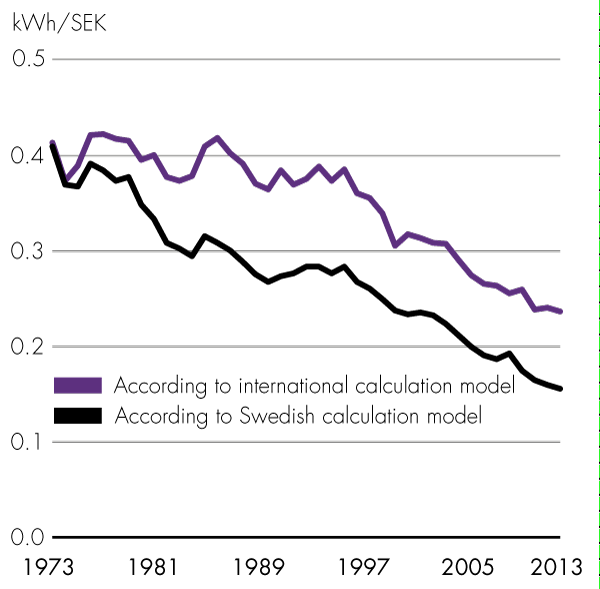 kWh/SEK
0.5
0.4
0.3
0.2
According to international calculation model
According to Swedish calculation model
0.1
0.0
1973 1981 1989 1997 2005 2013